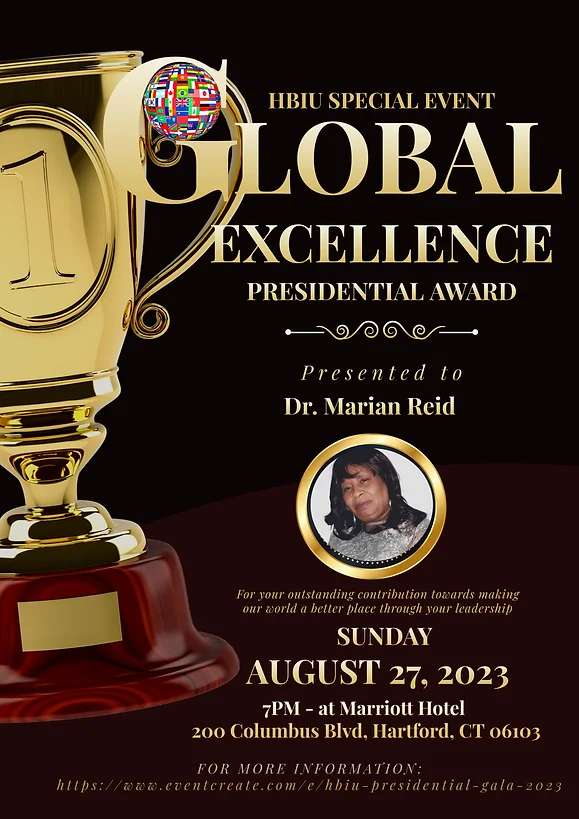 1
HBIU SPECIAL EVENT
GLOBAL
EXCELLENCE
PRESIDENTIAL AWARD
Presented to
Dr. Marian Reid
For your outstanding contribution towards making
our world a better place through your leadership
SUNDAY
AUGUST 27, 2023
7PM - at Marriott Hotel
200 Columbus Blvd, Hartford, CT 06103
FOR MORE INFORMATION:
https://www.eventcreate.com/e/hbiu-presidential-gala-2023